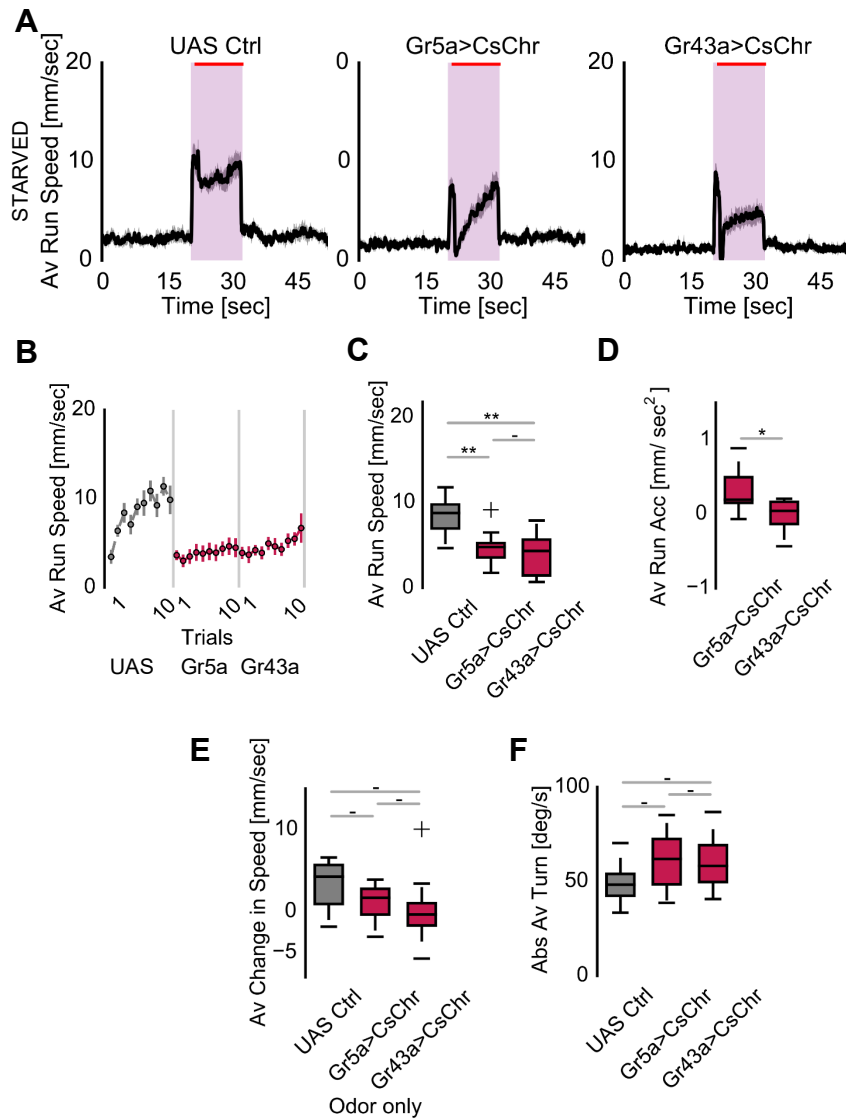 A
UAS Ctrl
Gr5a>CsChr
Gr43a>CsChr
STARVED
Av Run Speed [mm/sec]
20
10
0
0
0
0
20
10
0
0 15 30 45
0 15 30 45
0 15 30 45
Time [sec]
Time [sec]
Time [sec]
B
Av Run Speed [mm/sec]
20
10
0
1 10 1 10 1 10
Trials
UAS Gr5a Gr43a
C
Av Run Speed [mm/sec]
20
10
0
**
** -
UAS Ctrl
Gr5a>CsChr
Gr43a>CsChr
D
Av Run Acc [mm/ sec2]
1
0
−1
*
Gr5a>CsChr
Gr43a>CsChr
E
Av Change in Speed [mm/sec]
10
0
−5
-
- -
UAS Ctrl
Gr5a>CsChr
Gr43a>CsChr
Odor only
F
Abs Av Turn [deg/s]
100
50
0
-
- -
UAS Ctrl
Gr5a>CsChr
Gr43a>CsChr